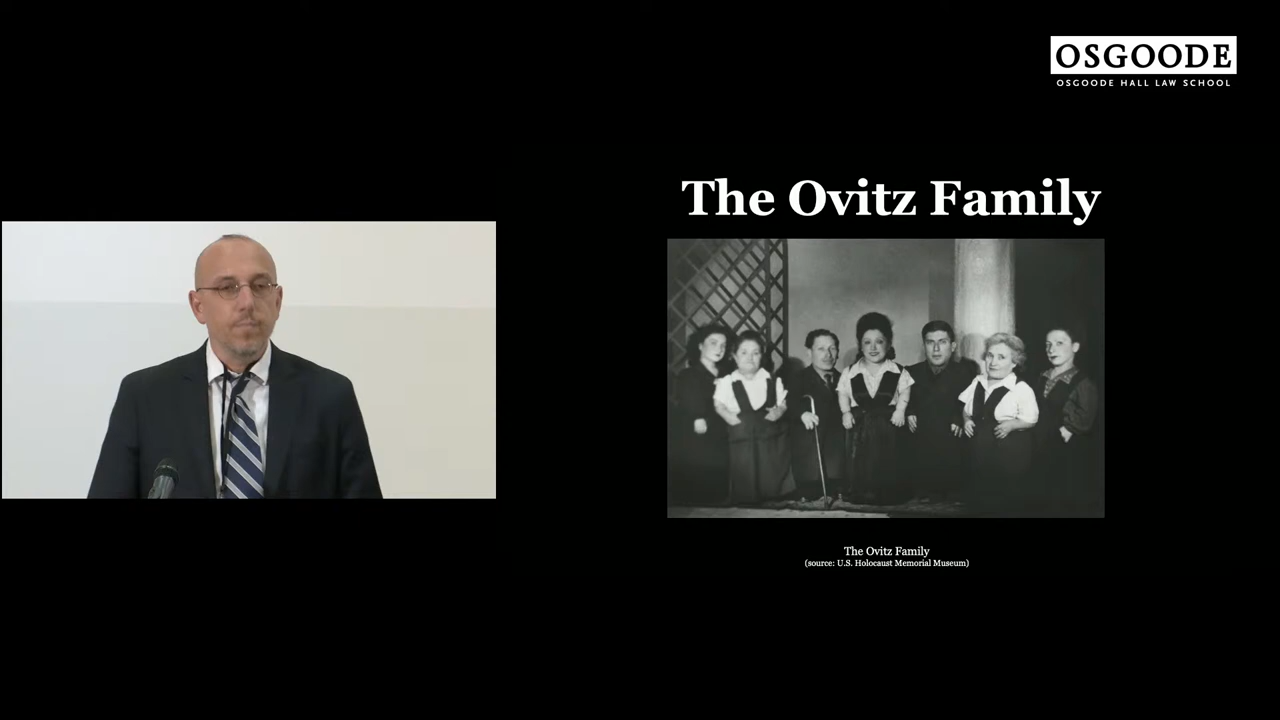 OSGOODE
OSGOODE HALL LAW SCHOOL
The Ovitz Family
The Ovitz Family
(source: U.S. Holocaust Memorial Museum)